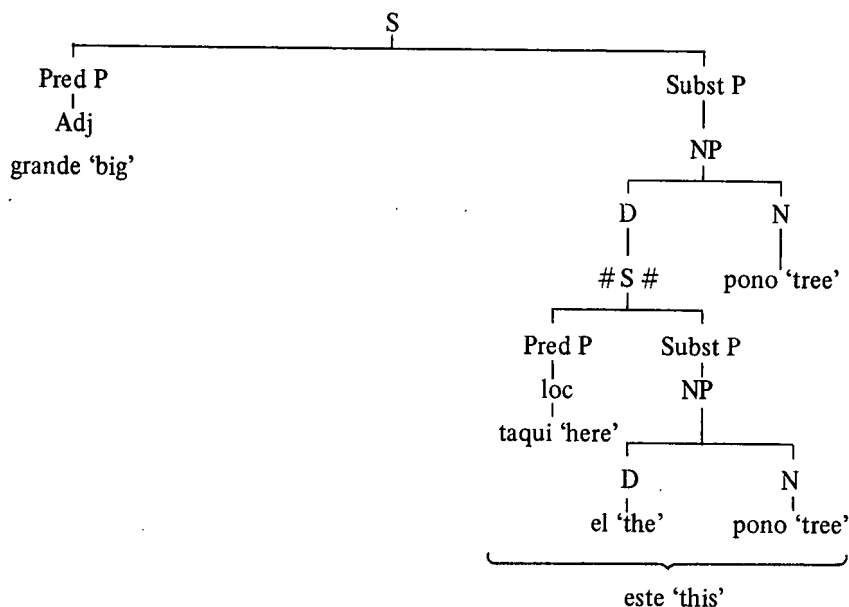 S
Pred P Subst P
Adj
grande ‘big’
NP
D N
# S # pono ‘tree’
Pred P Subst P
loc NP
taqui ‘here’
D N
el ‘the’ pono ‘tree’
este ‘this’